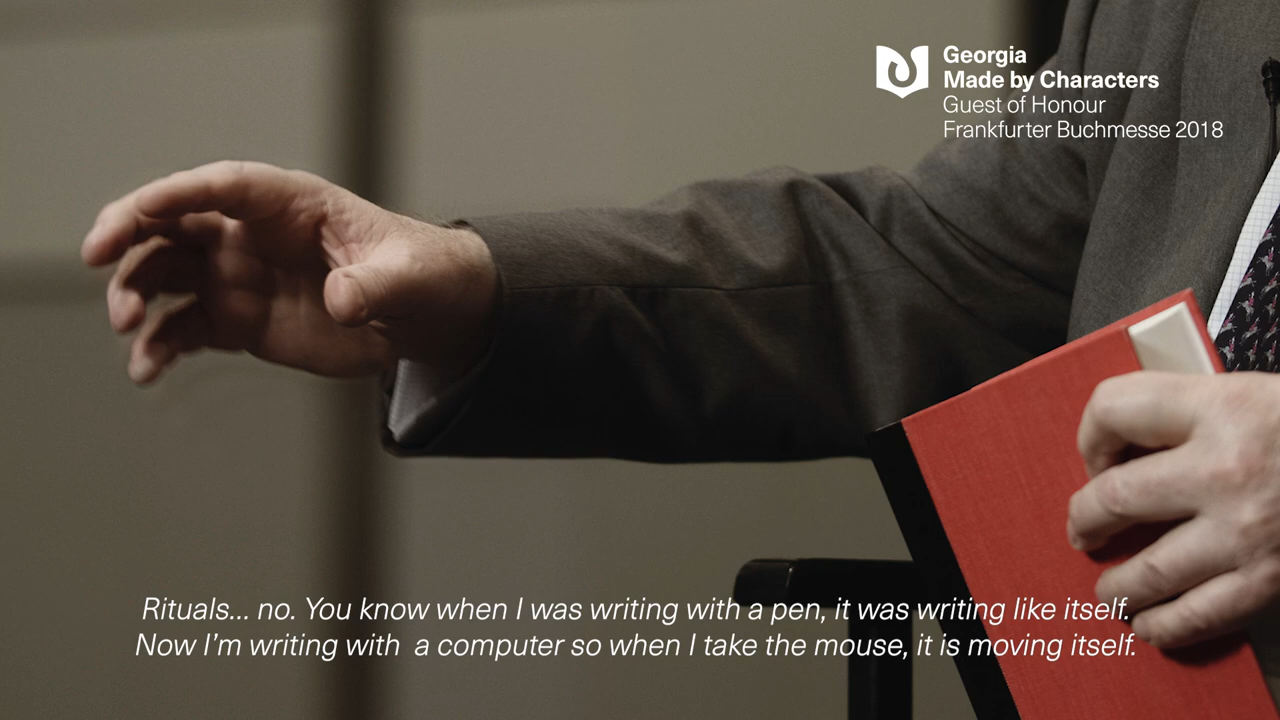 Georgia
Made by Characters
Guest of Honour
Frankfurter Buchmesse 2018
Rituals... no. You know when I was writing with a pen, it was writing like itself.
Now I'm writing with a computer so when I take the mouse, it is moving itself.